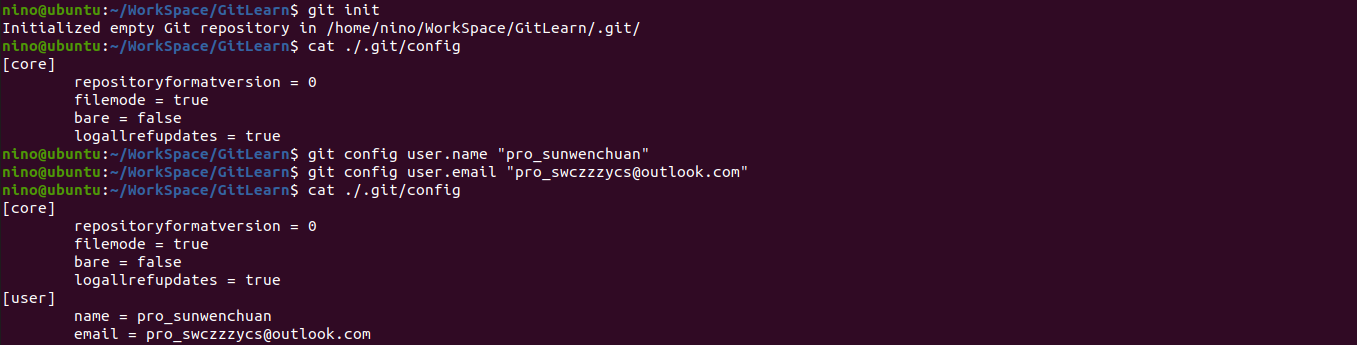 nino@ubuntu:~/WorkSpace/GitLearn$ git init
Initialized empty Git repository in /home/nino/WorkSpace/GitLearn/.git/
nino@ubuntu:~/WorkSpace/GitLearn$ cat ./.git/config
[core]
        repositoryformatversion = 0
        filemode = true
        bare = false
        logallrefupdates = true
nino@ubuntu:~/WorkSpace/GitLearn$ git config user.name "pro_sunwenchuan"
nino@ubuntu:~/WorkSpace/GitLearn$ git config user.email "pro_swczzzycs@outlook.com"
nino@ubuntu:~/WorkSpace/GitLearn$ cat ./.git/config
[core]
        repositoryformatversion = 0
        filemode = true
        bare = false
        logallrefupdates = true
[user]
        name = pro_sunwenchuan
        email = pro_swczzzycs@outlook.com